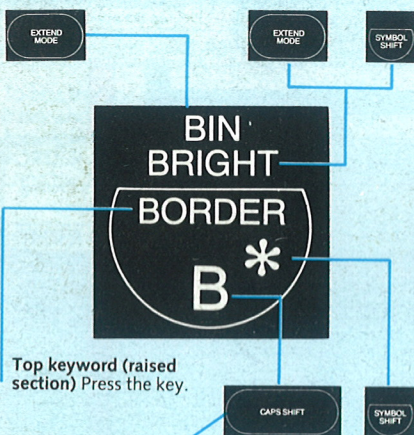 EXTEND
MODE
EXTEND
MODE
SYMBOL
SHIFT
BIN
BRIGHT
BORDER
*
B
Top keyword (raised
section) Press the key.
CAPS SHIFT
SYMBOL
SHIFT